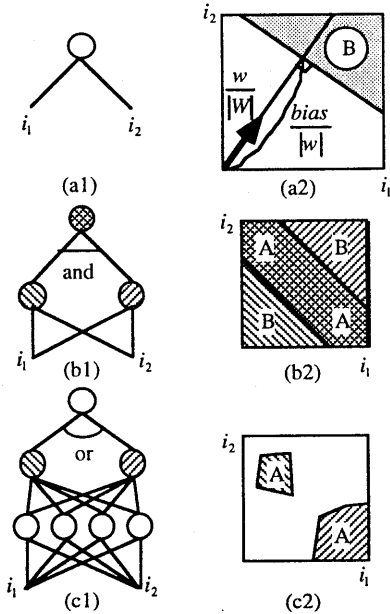 i₂
B
w
|W|
bias
|w|
i₁ i₂
i₁
(a1) (a2)
i₂
A B
and
B A
i₁ i₂
i₁
(b1) (b2)
i₂
or
A
A
i₁ i₂
i₁
(c1) (c2)